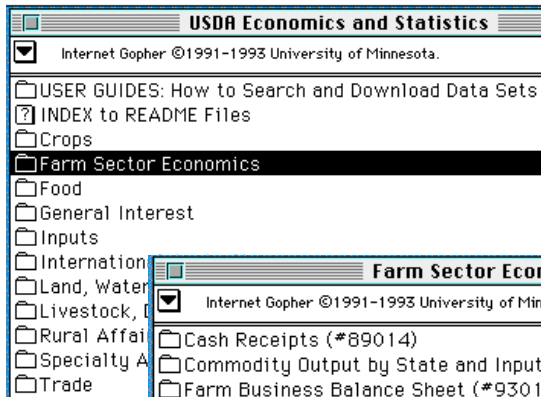 USDA Economics and Statistics
Internet Gopher ©1991-1993 University of Minnesota.
USER GUIDES: How to Search and Download Data Sets
? INDEX to README Files
Crops
Farm Sector Economics
Food
General Interest
Inputs
Internation
Land, Water
Livestock,
Rural Affai
Specialty A
Trade
Farm Sector Econ
Internet Gopher ©1991-1993 University of Min
Cash Receipts (#89014)
Commodity Output by State and Input
Farm Business Balance Sheet (#9301